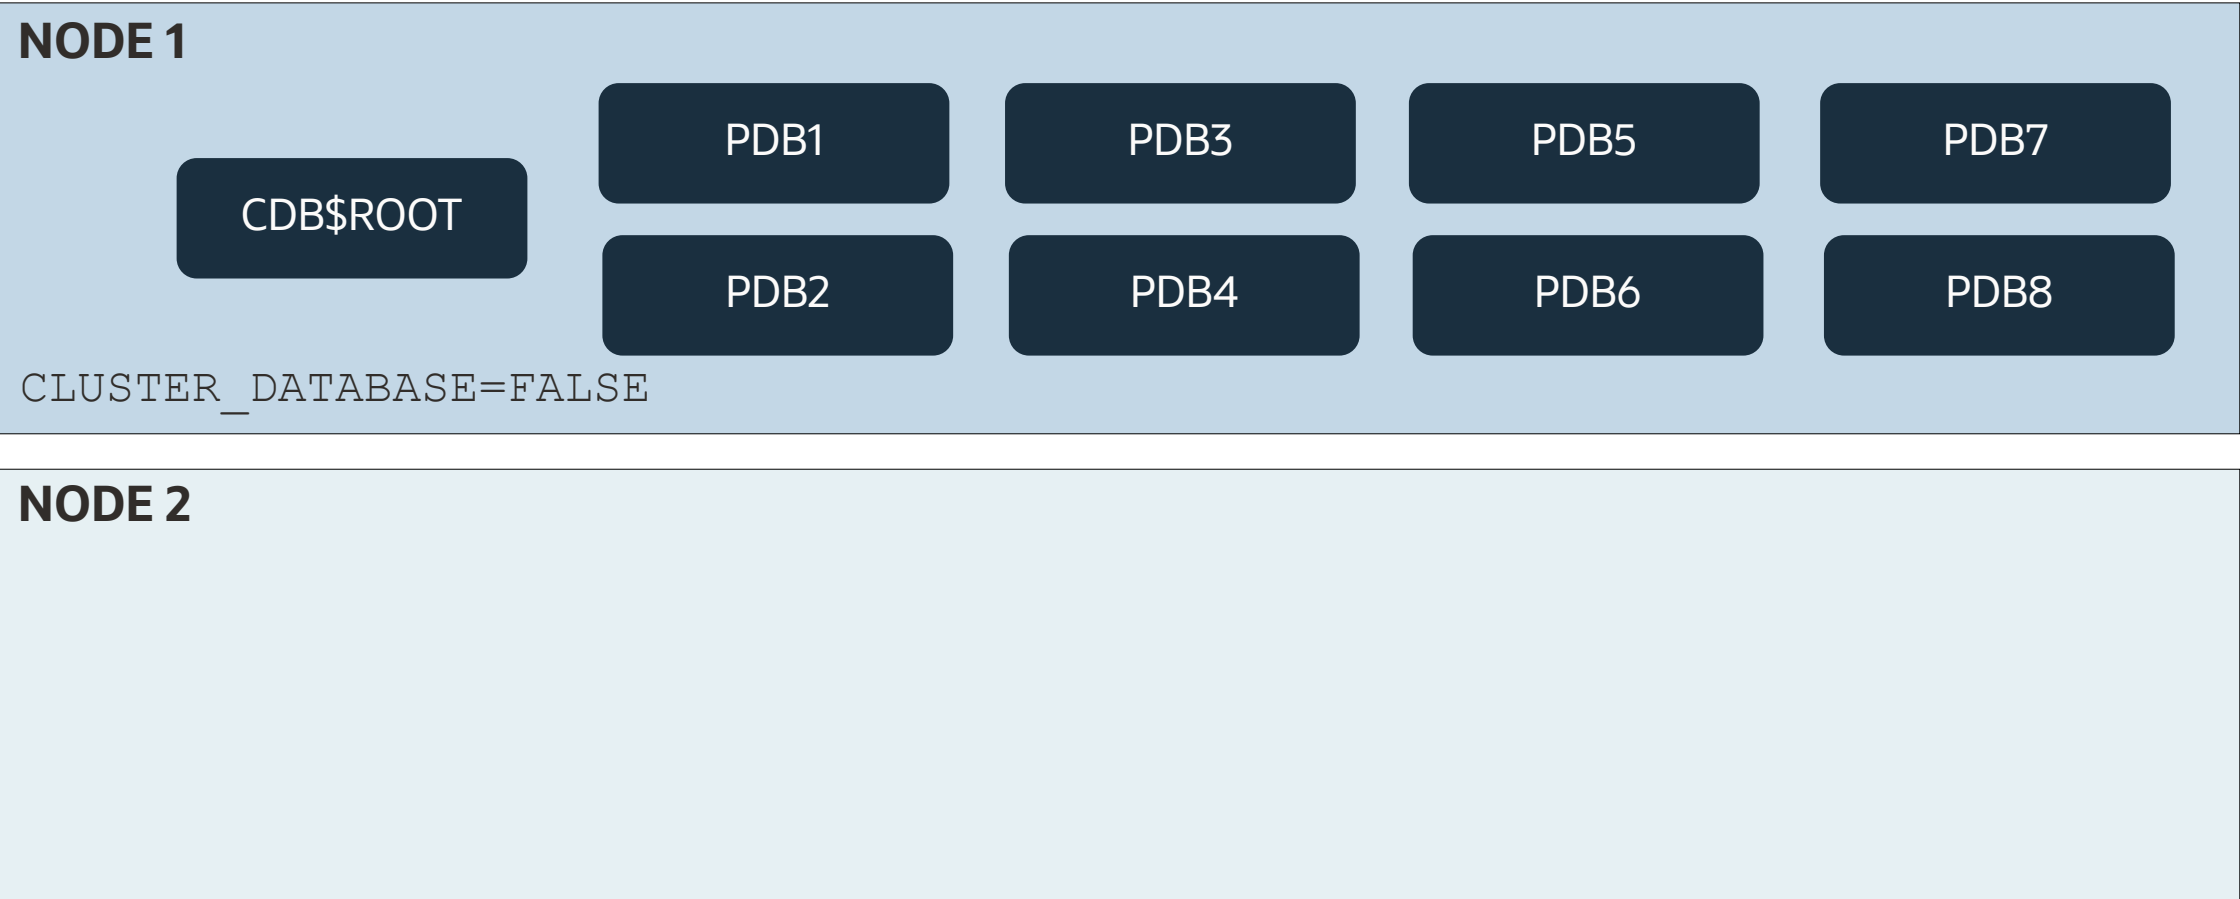 NODE 1
PDB1
PDB3
PDB5
PDB7
CDB$ROOT
PDB2
PDB4
PDB6
PDB8
CLUSTER_DATABASE=FALSE
NODE 2